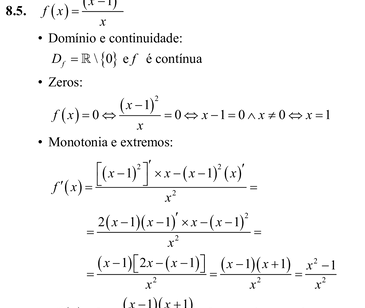 8.5. f(x) = (x−1)² / x
• Domínio e continuidade:
D_f = ℝ \ {0} e f é contínua
• Zeros:
f(x) = 0 ⇔ (x−1)² / x = 0 ⇔ x−1 = 0 ∧ x ≠ 0 ⇔ x = 1
• Monotonia e extremos:
f′(x) = ([(x−1)²]′ × x − (x−1)² (x)′) / x² =
= (2(x−1)(x−1)′ × x − (x−1)²) / x² =
= ((x−1)[2x−(x−1)]) / x² = ((x−1)(x+1)) / x² = (x²−1) / x²
(x−1)(x+1)